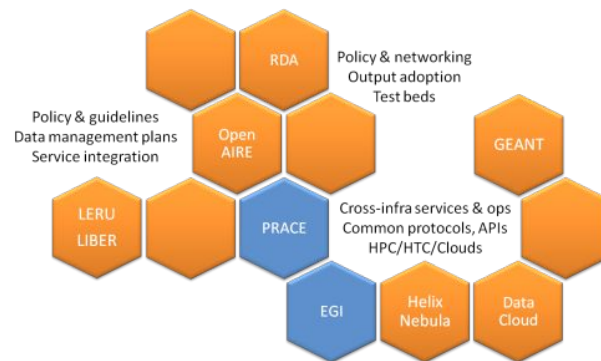 RDA
Policy & networking
Output adoption
Test beds
Policy & guidelines
Data management plans
Service integration
Open
AIRE
GEANT
LERU
LIBER
PRACE
Cross-infra services & ops
Common protocols, APIs
HPC/HTC/Clouds
EGI
Helix
Nebula
Data
Cloud